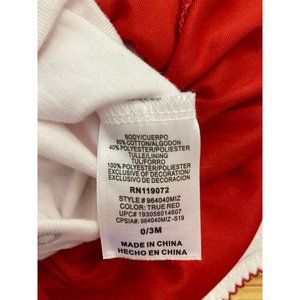 BODY/CUERPO
60% COTTON/ALGODON
40% POLYESTER/POLIESTER
TULLE/LINING
TUL/FORRO
100% POLYESTER/POLIESTER
EXCLUSIVE OF DECORATION
EXCLUSIVO DE DECORACION
RN119072
STYLE# 964040MIZ
COLOR: TRUE RED
UPC# 193058014607
CPSIA#: 964040MIZ-S19
0/3M
MADE IN CHINA
HECHO EN CHINA